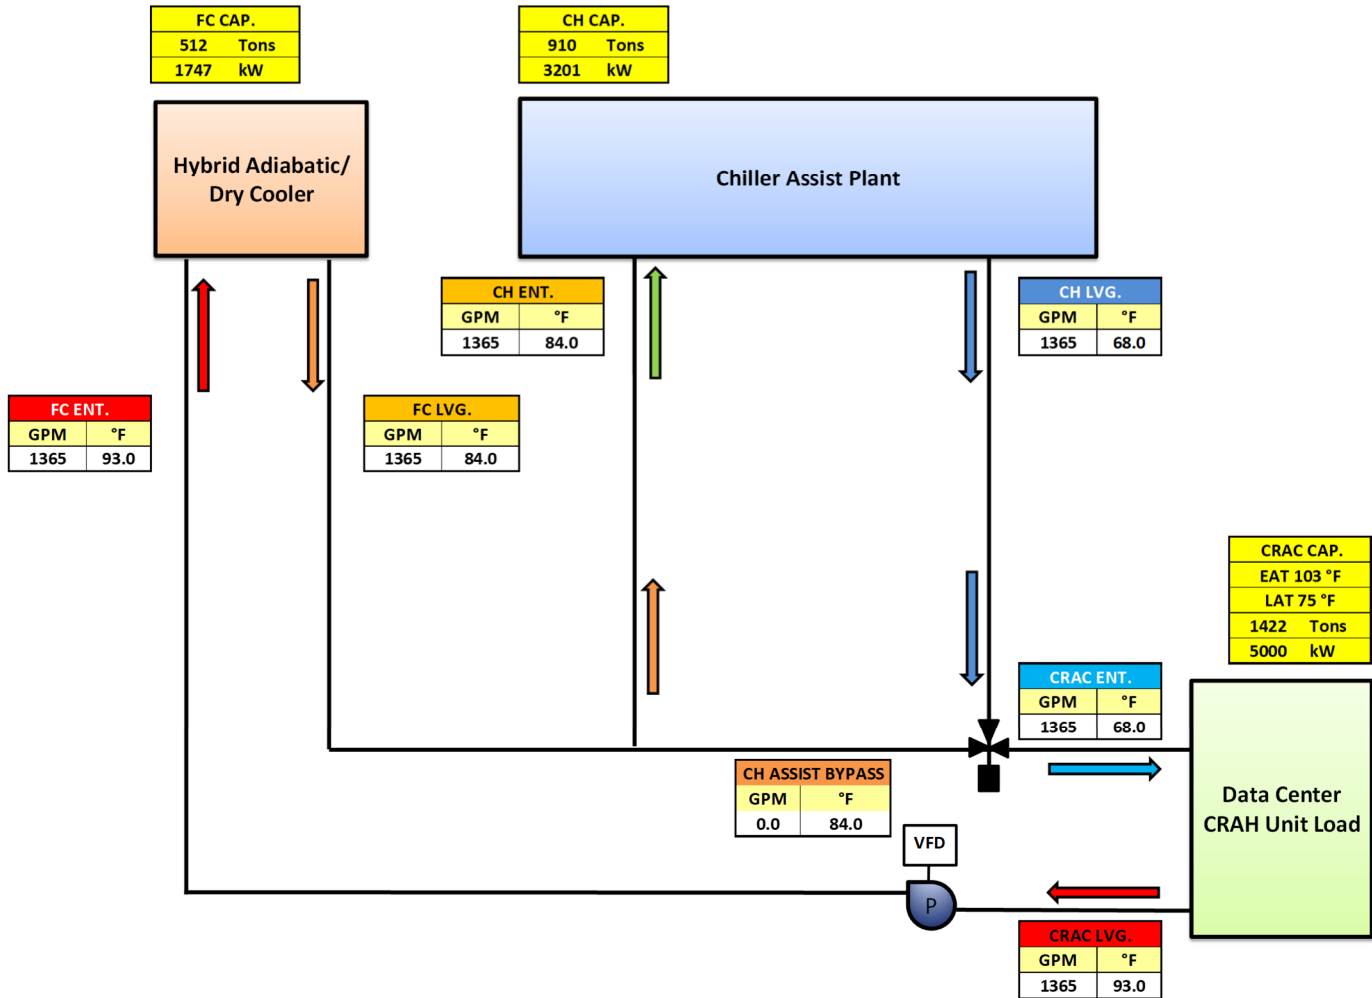 FC CAP.
512 Tons
1747 kW
CH CAP.
910 Tons
3201 kW
Hybrid Adiabatic/
Dry Cooler
Chiller Assist Plant
CH ENT.
GPM °F
1365 84.0
CH LVG.
GPM °F
1365 68.0
FC ENT.
GPM °F
1365 93.0
FC LVG.
GPM °F
1365 84.0
CRAC CAP.
EAT 103 °F
LAT 75 °F
1422 Tons
5000 kW
CRAC ENT.
GPM °F
1365 68.0
CH ASSIST BYPASS
GPM °F
0.0 84.0
Data Center
CRAH Unit Load
VFD
P
CRAC LVG.
GPM °F
1365 93.0